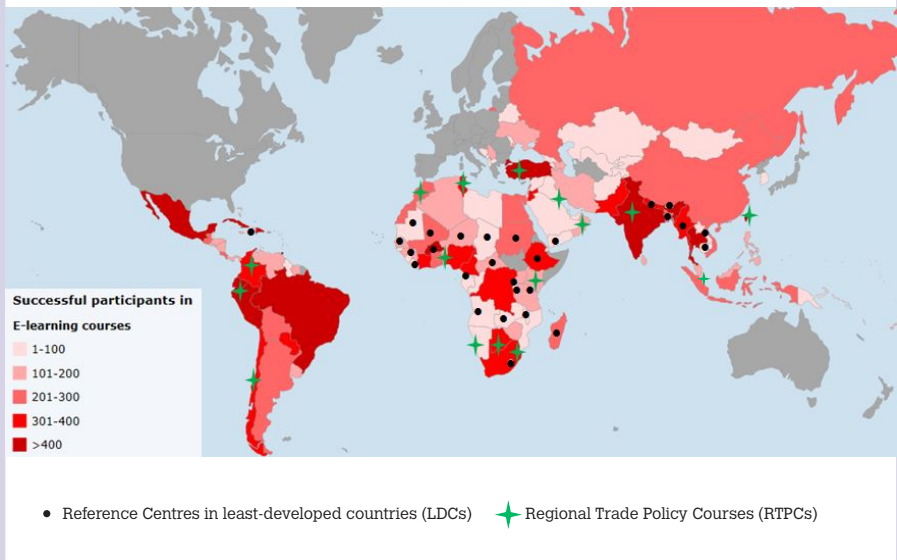 Successful participants in
E-learning courses
1-100
101-200
201-300
301-400
>400
Reference Centres in least-developed countries (LDCs) Regional Trade Policy Courses (RTPCs)